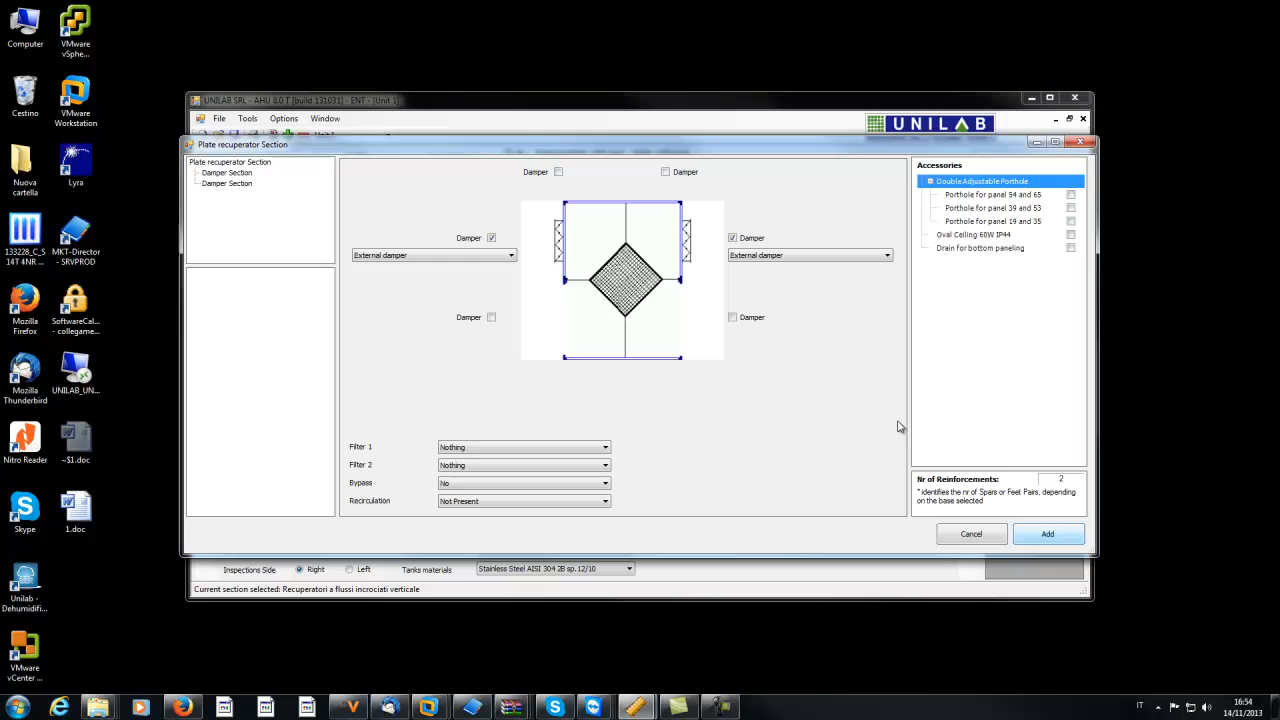 Computer
VMware
vSphe...
Cestino
VMware
Workstation
Nuova
cartella
Lyra
133228_C_S
14T 4NR ...
MKT-Director
- SRVPROD
Mozilla
Firefox
SoftwareCal...
_ collegame...
Mozilla
Thunderbird
UNILAB_UN...
Nitro Reader
~$1.doc
Skype
1.doc
Unilab -
Dehumidifi...
VMware
vCenter ...
UNILAB SRL - AHU 8.0 T [build 131031] - ENT - [Unit 1]
File
Tools
Options
Window
UNILAB
Plate recuperator Section
Plate recuperator Section
Damper Section
Damper Section
Damper
Damper
Damper
Damper
External damper
External damper
Damper
Damper
Filter 1
Nothing
Filter 2
Nothing
Bypass
No
Recirculation
Not Present
Accessories
Double Adjustable Porthole
Porthole for panel 54 and 65
Porthole for panel 39 and 53
Porthole for panel 19 and 35
Oval Ceiling 60W IP44
Drain for bottom paneling
Nr of Reinforcements:
2
* identifies the nr of Spars or Feet Pairs, depending
on the base selected
Cancel
Add
Inspections Side
Right
Left
Tanks materials
Stainless Steel AISI 304 2B sp.12/10
Current section selected: Recuperatori a flussi incrociati verticale
IT
16:54
14/11/2013